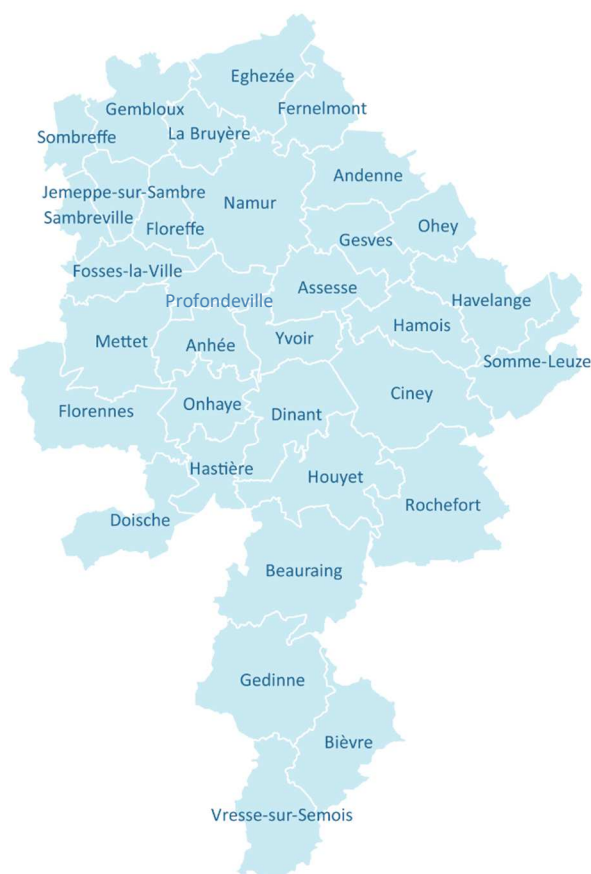 Eghezée
Gembloux
Fernelmont
La Bruyère
Sombreffe
Andenne
Jemeppe-sur-Sambre
Namur
Sambreville
Floreffe
Ohey
Gesves
Fosses-la-Ville
Assesse
Profondeville
Havelange
Hamois
Mettet
Anhée
Yvoir
Somme-Leuze
Ciney
Florennes
Onhaye
Dinant
Hastière
Houyet
Rochefort
Doische
Beauraing
Gedinne
Bièvre
Vresse-sur-Semois